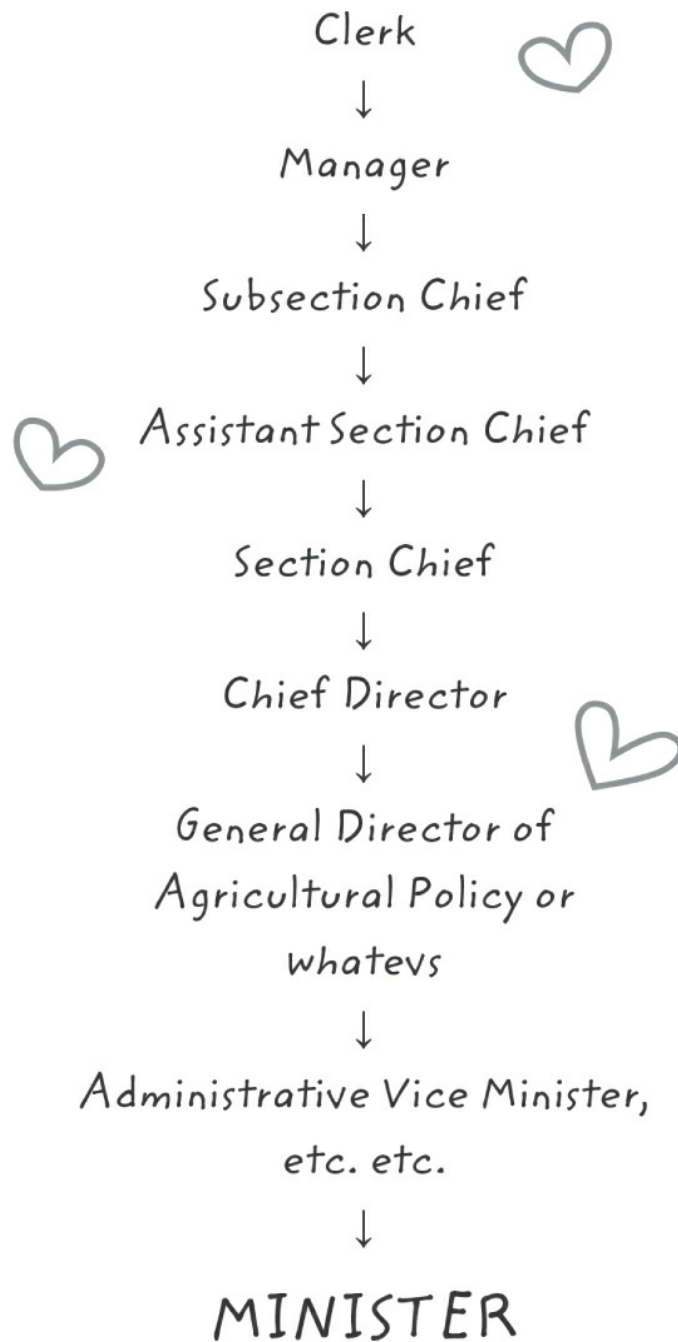 Clerk
↓
Manager
↓
Subsection Chief
↓
Assistant Section Chief
↓
Section Chief
↓
Chief Director
↓
General Director of
Agricultural Policy or
whatevs
↓
Administrative Vice Minister,
etc. etc.
↓
MINISTER